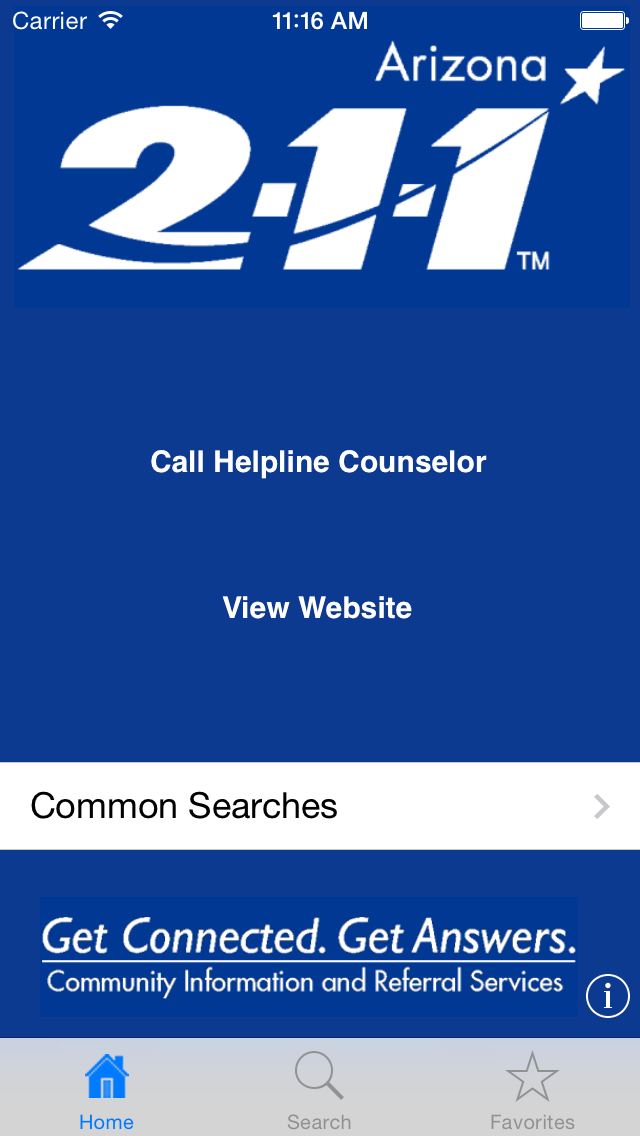 Carrier 11:16 AM
Arizona
2-1-1
TM
Call Helpline Counselor
View Website
Common Searches
Get Connected. Get Answers.
Community Information and Referral Services
i
Home Search Favorites